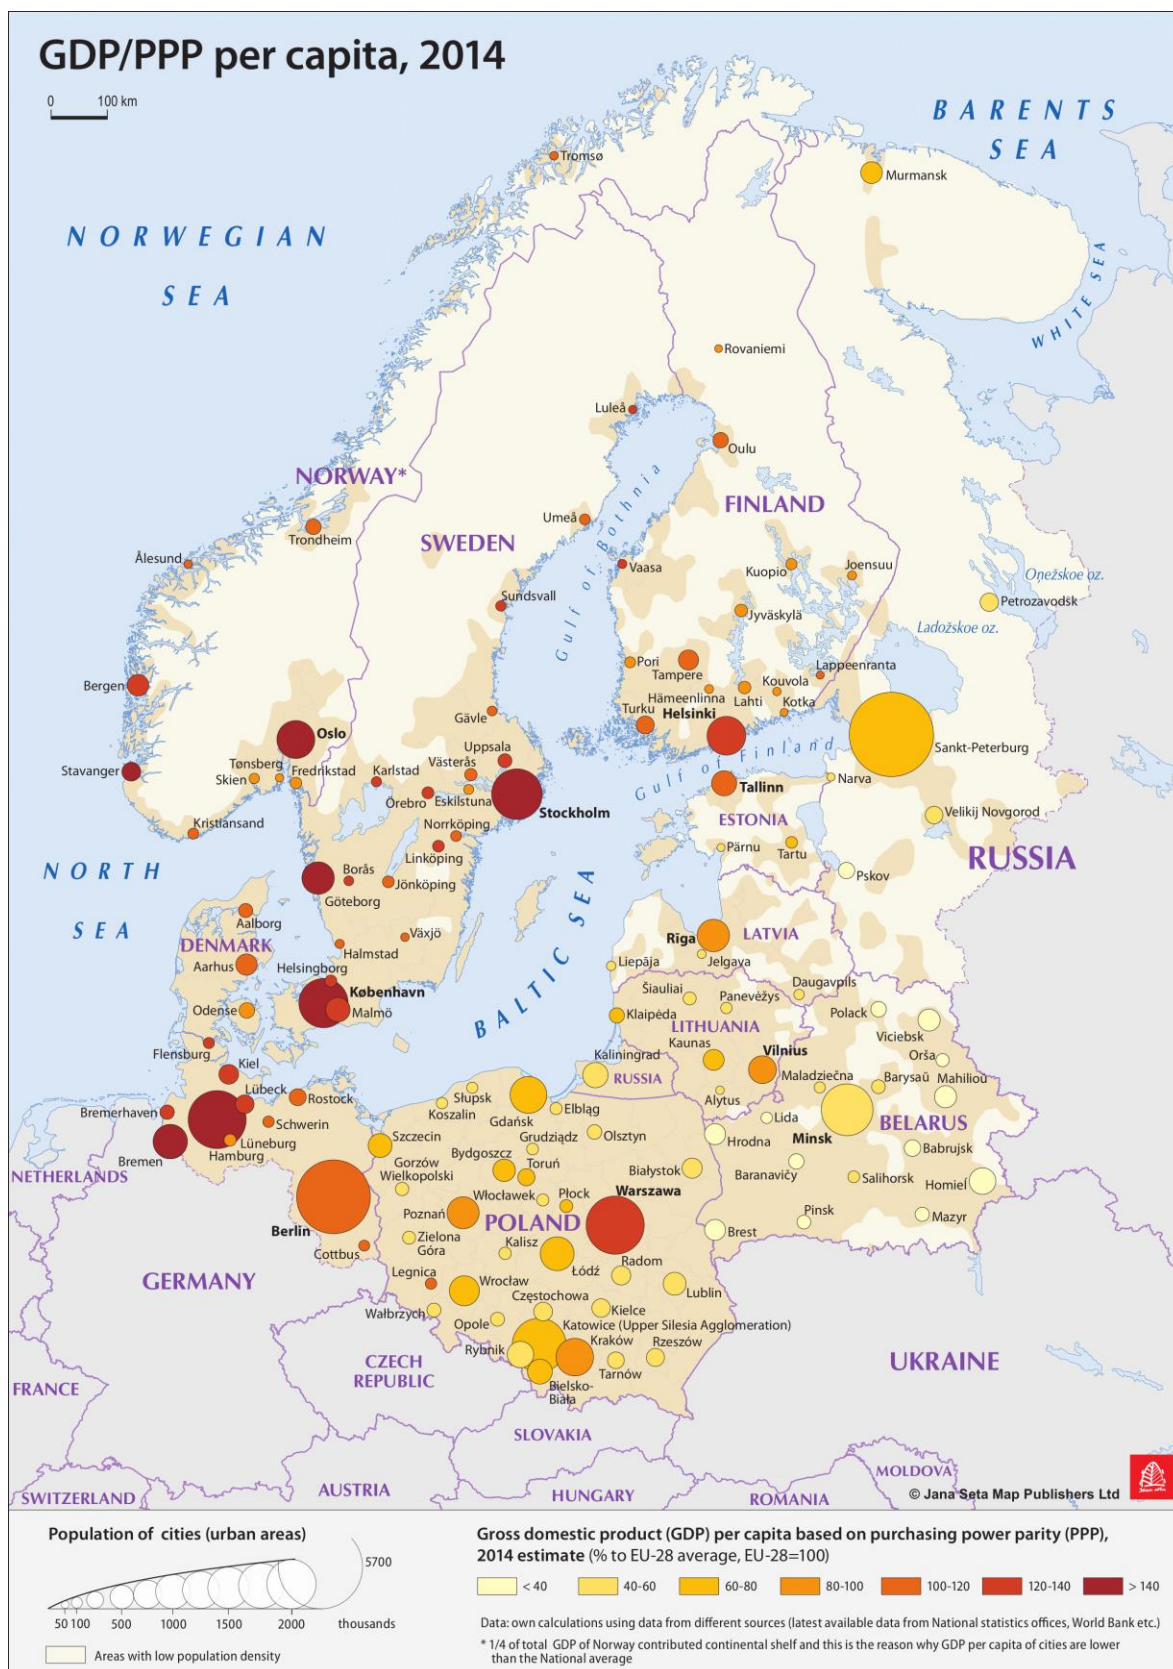 GDP/PPP per capita, 2014
0 100 km
BARENTS
SEA
Tromsø
Murmansk
NORWEGIAN
SEA
WHITE SEA
Rovaniemi
Luleå
Oulu
NORWAY*
FINLAND
Gulf of Bothnia
Umeå
Trondheim
SWEDEN
Ålesund
Vaasa
Kuopio
Joensuu
Oņežskoe oz.
Sundsvall
Petrozavodsk
Jyväskylä
Ladožskoe oz.
Pori
Tampere
Lappeenranta
Bergen
Hämeenlinna
Lahti
Kouvola
Kotka
Gävle
Turku
Helsinki
Oslo
Uppsala
Gulf of Finland
Sankt-Peterburg
Stavanger
Tønsberg
Skien
Fredrikstad
Karlstad
Västerås
Narva
Örebro
Eskilstuna
Tallinn
Stockholm
Velikij Novgorod
Kristiansand
Norrköping
ESTONIA
Linköping
Pärnu
Tartu
RUSSIA
NORTH
SEA
Borås
Jönköping
Pskov
Göteborg
BALTIC SEA
Aalborg
DENMARK
Växjö
Rīga
LATVIA
Halmstad
Aarhus
Helsingborg
Liepāja
Jelgava
København
Daugavpils
Šiauliai
Panevėžys
Odense
Malmö
Klaipėda
LITHUANIA
Polack
Viciebsk
Flensburg
Kaliningrad
Kaunas
Vilnius
Orša
Kiel
RUSSIA
Maladziečna
Barysaŭ
Mahilioŭ
Lübeck
Rostock
Słupsk
Alytus
Bremerhaven
Koszalin
Gdańsk
Elbląg
Lida
BELARUS
Schwerin
Minsk
Lüneburg
Hamburg
Szczecin
Grudziądz
Olsztyn
Hrodna
Babrujsk
Bremen
Bydgoszcz
Toruń
NETHERLANDS
Gorzów
Wielkopolski
Białystok
Baranavičy
Salihorsk
Homieĺ
Włocławek
Płock
Warszawa
Poznań
POLAND
Pinsk
Mazyr
Berlin
Brest
Zielona
Góra
Kalisz
Cottbus
Łódź
Radom
GERMANY
Legnica
Wrocław
Lublin
Częstochowa
Wałbrzych
Kielce
Opole
Katowice (Upper Silesia Agglomeration)
Rybnik
Kraków
Rzeszów
CZECH
REPUBLIC
Tarnów
UKRAINE
FRANCE
Bielsko-
Biała
SLOVAKIA
MOLDOVA
AUSTRIA
SWITZERLAND
HUNGARY
ROMANIA
© Jana Seta Map Publishers Ltd
Population of cities (urban areas)
5700
50 100 500 1000 1500 2000 thousands
Areas with low population density
Gross domestic product (GDP) per capita based on purchasing power parity (PPP),
2014 estimate (% to EU-28 average, EU-28=100)
< 40 40-60 60-80 80-100 100-120 120-140 > 140
Data: own calculations using data from different sources (latest available data from National statistics offices, World Bank etc.)
* 1/4 of total GDP of Norway contributed continental shelf and this is the reason why GDP per capita of cities are lower
than the National average